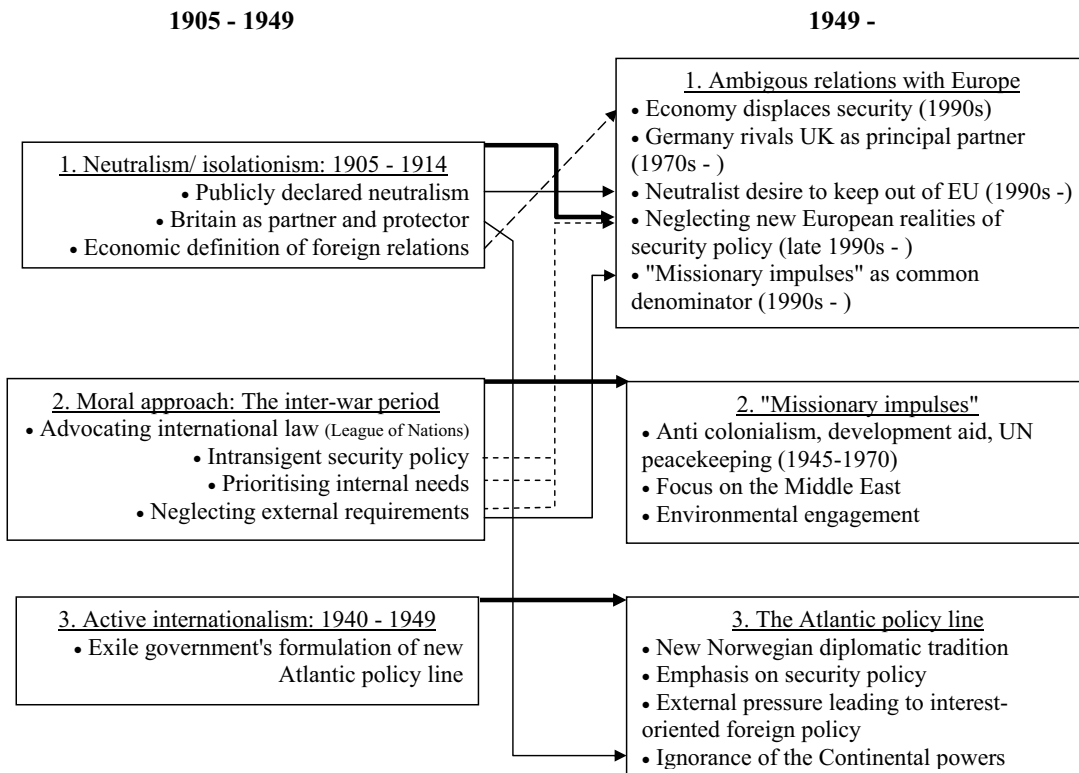 1905 - 1949
1949 -
1. Neutralism/ isolationism: 1905 - 1914
• Publicly declared neutralism
• Britain as partner and protector
• Economic definition of foreign relations
2. Moral approach: The inter-war period
• Advocating international law (League of Nations)
• Intransigent security policy
• Prioritising internal needs
• Neglecting external requirements
3. Active internationalism: 1940 - 1949
• Exile government's formulation of new
Atlantic policy line
1. Ambigous relations with Europe
• Economy displaces security (1990s)
• Germany rivals UK as principal partner
(1970s - )
• Neutralist desire to keep out of EU (1990s -)
• Neglecting new European realities of
security policy (late 1990s - )
• "Missionary impulses" as common
denominator (1990s - )
2. "Missionary impulses"
• Anti colonialism, development aid, UN
peacekeeping (1945-1970)
• Focus on the Middle East
• Environmental engagement
3. The Atlantic policy line
• New Norwegian diplomatic tradition
• Emphasis on security policy
• External pressure leading to interest-
oriented foreign policy
• Ignorance of the Continental powers